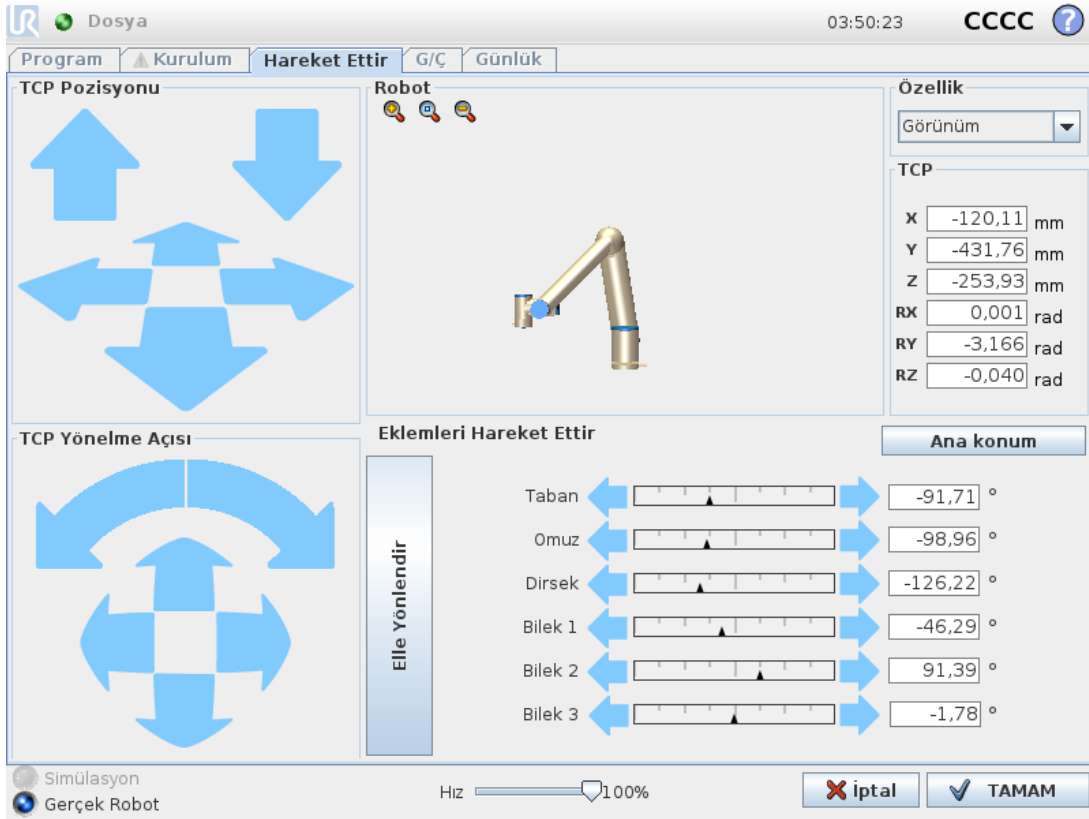 UR Dosya 03:50:23 CCCC ?
Program Kurulum Hareket Ettir G/Ç Günlük
TCP Pozisyonu
Robot
Özellik
Görünüm
TCP
X -120,11 mm
Y -431,76 mm
Z -253,93 mm
RX 0,001 rad
RY -3,166 rad
RZ -0,040 rad
TCP Yönelme Açısı
Eklemleri Hareket Ettir
Ana konum
Elle Yönlendir
Taban -91,71 °
Omuz -98,96 °
Dirsek -126,22 °
Bilek 1 -46,29 °
Bilek 2 91,39 °
Bilek 3 -1,78 °
Simülasyon
Gerçek Robot
Hız 100%
İptal
TAMAM